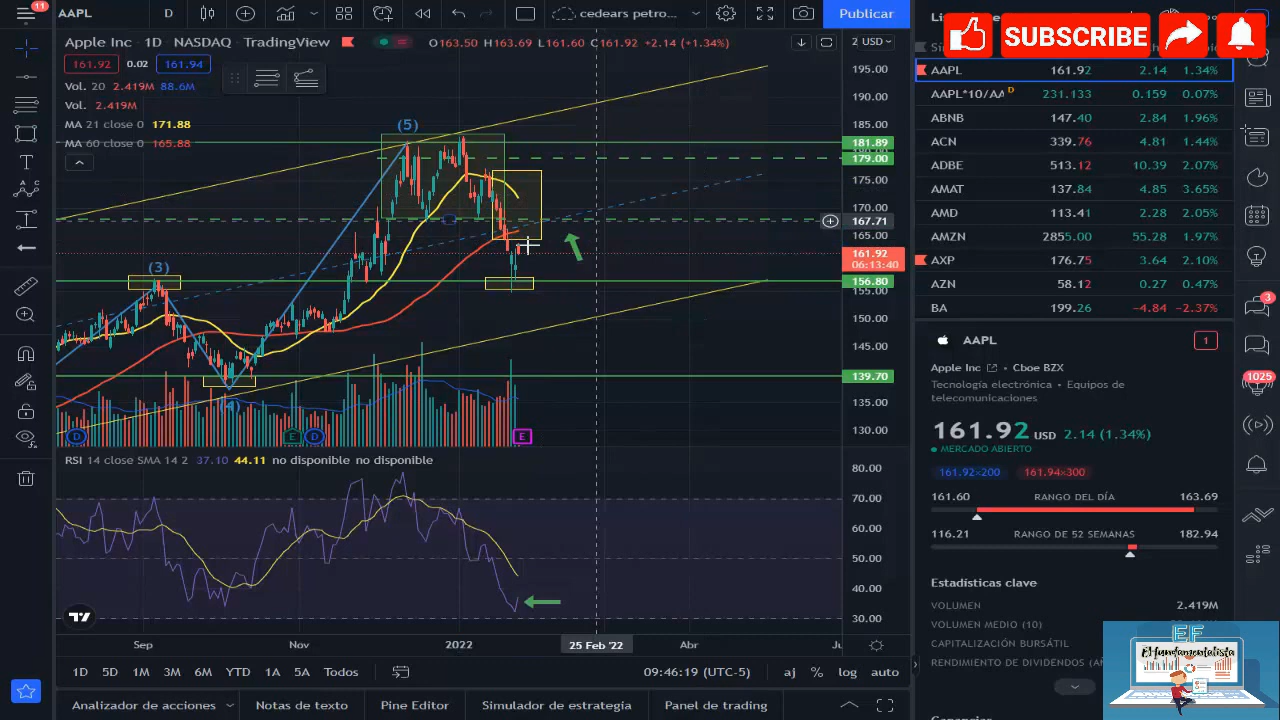 11
AAPL
D
cedears petro...
Publicar
SUBSCRIBE
Apple Inc · 1D · NASDAQ · TradingView
O163.50 H163.69 L161.60 C161.92 +2.14 (+1.34%)
2 USD
161.92 0.02 161.94
Vol. 20 2.419M 88.6M
Vol. 2.419M
MA 21 close 0 171.88
MA 60 close 0 165.88
(5)
(3)
(4)
D
E
D
E
195.00
190.00
185.00
181.89
179.00
175.00
170.00
167.71
165.00
161.92
06:13:40
156.80
155.00
150.00
145.00
139.70
135.00
130.00
RSI 14 close SMA 14 2 37.10 44.11 no disponible no disponible
80.00
70.00
60.00
50.00
40.00
30.00
Sep
Nov
2022
25 Feb '22
Abr
1D 5D 1M 3M 6M YTD 1A 5A Todos
09:46:19 (UTC-5)
aj % log auto
Analizador de acciones
Notas de texto
Pine Editor
Simulador de estrategia
Panel de trading
AAPL 161.92 2.14 1.34%
AAPL*10/AA D 231.133 0.159 0.07%
ABNB 147.40 2.84 1.96%
ACN 339.76 4.81 1.44%
ADBE 513.12 10.39 2.07%
AMAT 137.84 4.85 3.65%
AMD 113.41 2.28 2.05%
AMZN 2855.00 55.28 1.97%
AXP 176.75 3.64 2.10%
AZN 58.12 0.27 0.47%
BA 199.26 −4.84 −2.37%
AAPL
1
Apple Inc · Cboe BZX
Tecnología electrónica · Equipos de
telecomunicaciones
161.92 USD 2.14 (1.34%)
MERCADO ABIERTO
161.92×200 161.94×300
161.60 RANGO DEL DÍA 163.69
116.21 RANGO DE 52 SEMANAS 182.94
Estadísticas clave
VOLUMEN 2.419M
VOLUMEN MEDIO (10)
CAPITALIZACIÓN BURSÁTIL
RENDIMIENTO DE DIVIDENDOS
3
1025
EF
El Fundamentalista